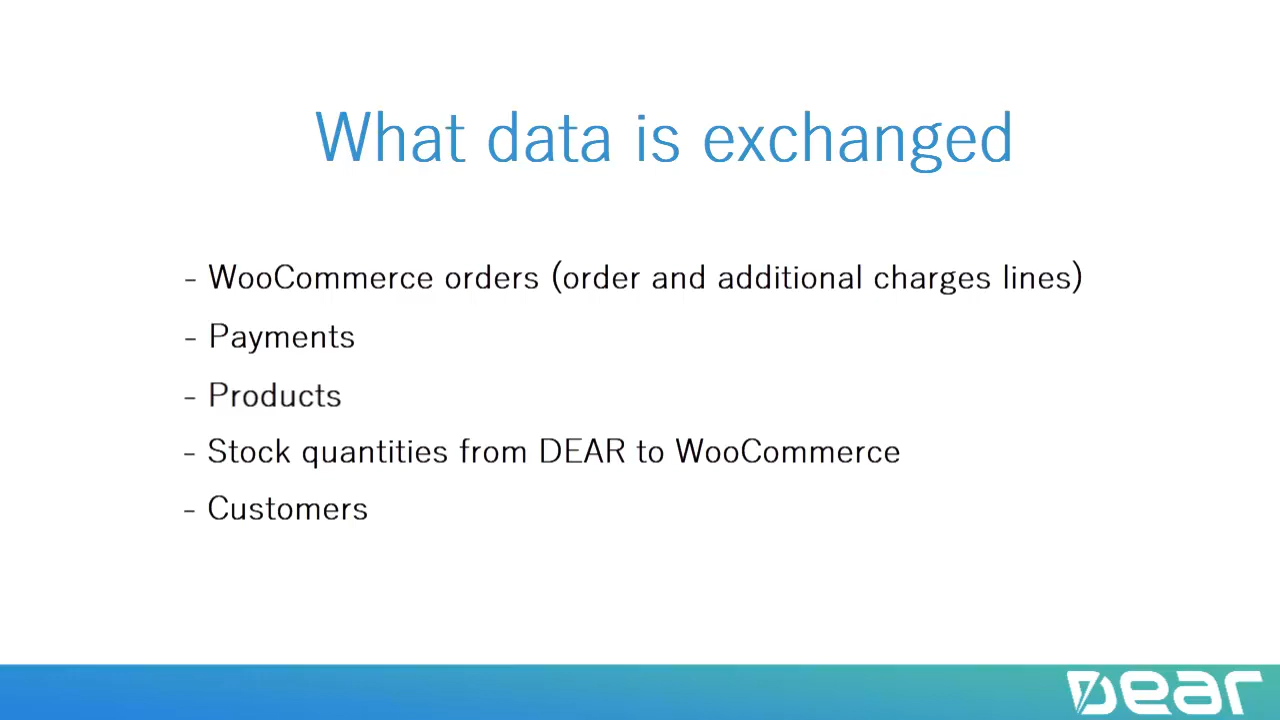 What data is exchanged
- WooCommerce orders (order and additional charges lines)
- Payments
- Products
- Stock quantities from DEAR to WooCommerce
- Customers
DEAR